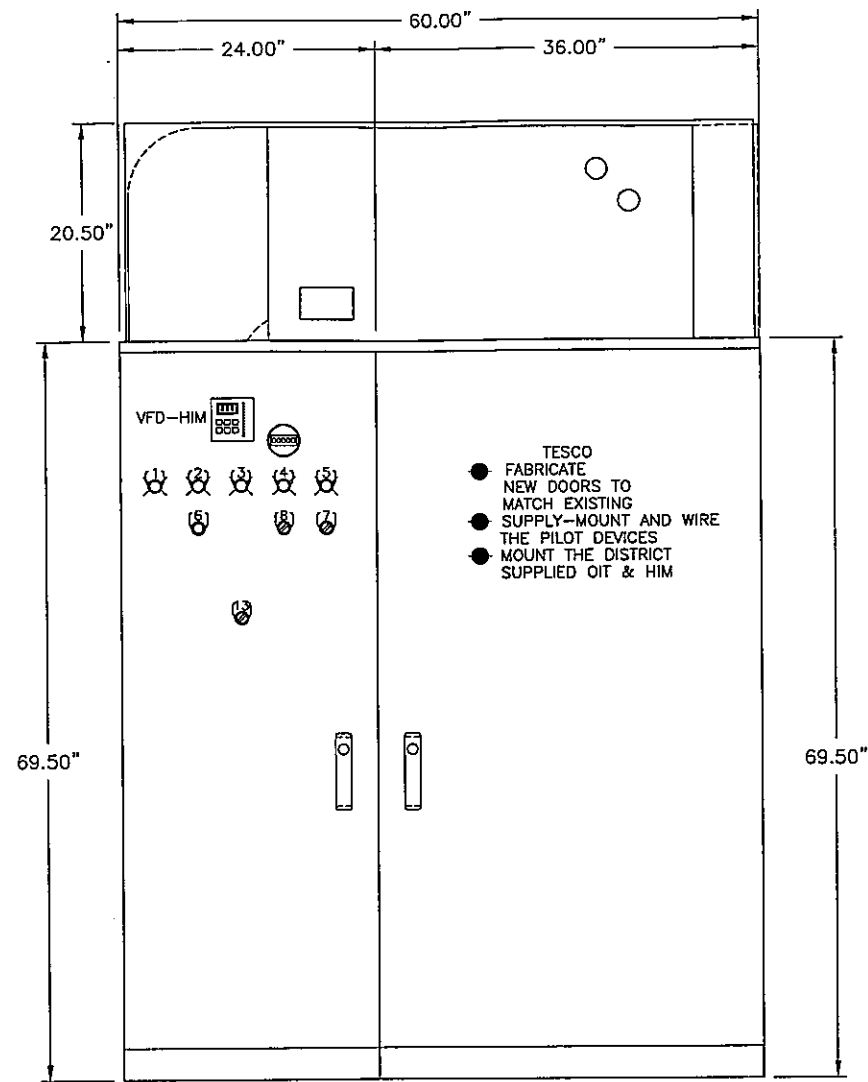 60.00"
24.00" 36.00"
20.50"
VFD-HIM
1 2 3 4 5
6 8 7
13
TESCO
FABRICATE
NEW DOORS TO
MATCH EXISTING
SUPPLY-MOUNT AND WIRE
THE PILOT DEVICES
MOUNT THE DISTRICT
SUPPLIED OIT & HIM
69.50" 69.50"